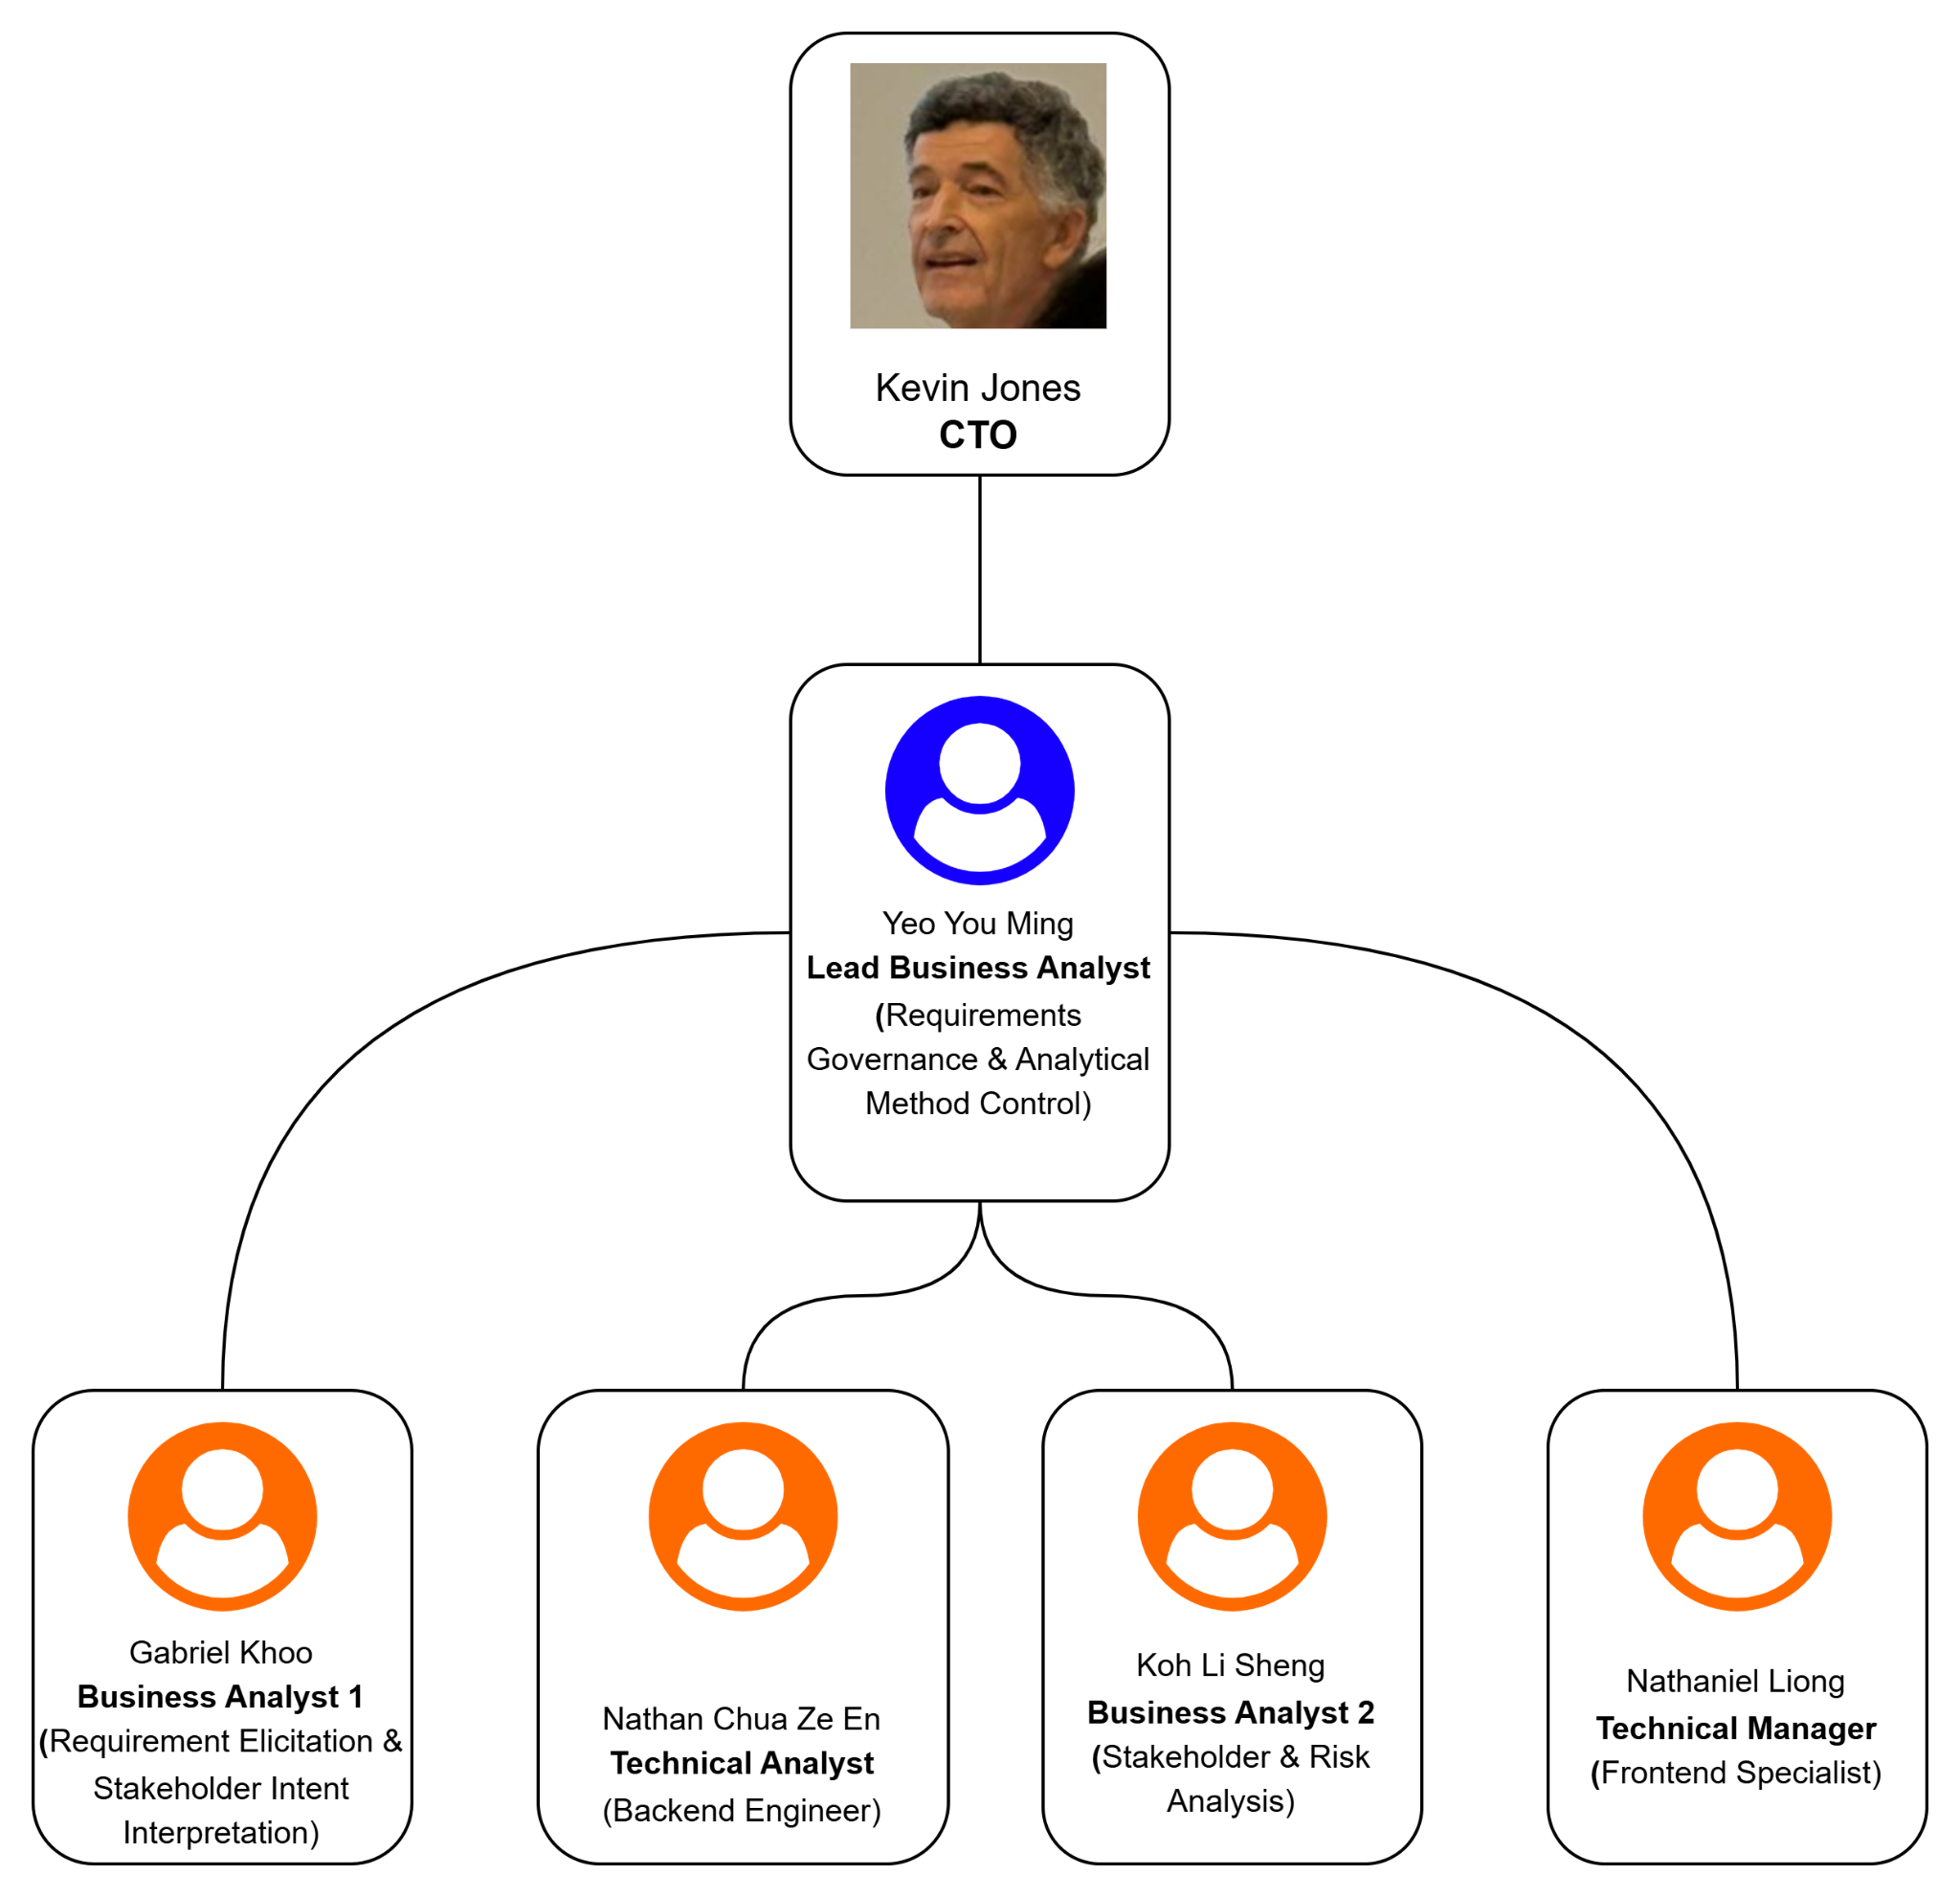 Kevin Jones
CTO
Yeo You Ming
Lead Business Analyst
(Requirements
Governance & Analytical
Method Control)
Gabriel Khoo
Business Analyst 1
(Requirement Elicitation &
Stakeholder Intent
Interpretation)
Nathan Chua Ze En
Technical Analyst
(Backend Engineer)
Koh Li Sheng
Business Analyst 2
(Stakeholder & Risk
Analysis)
Nathaniel Liong
Technical Manager
(Frontend Specialist)